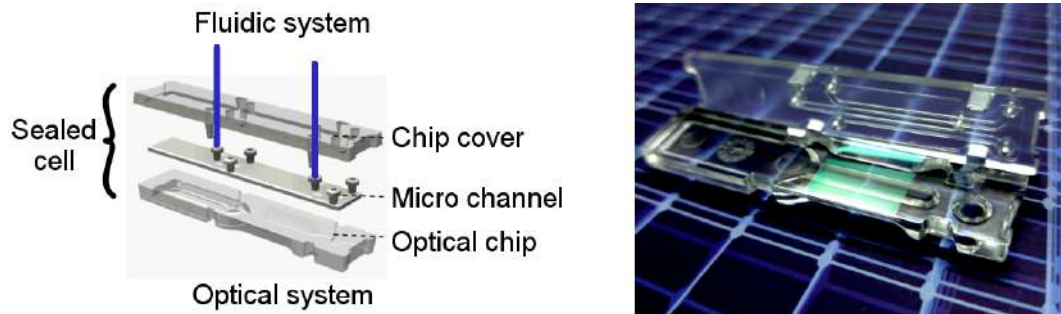 Fluidic system
Sealed
cell
Chip cover
Micro channel
Optical chip
Optical system